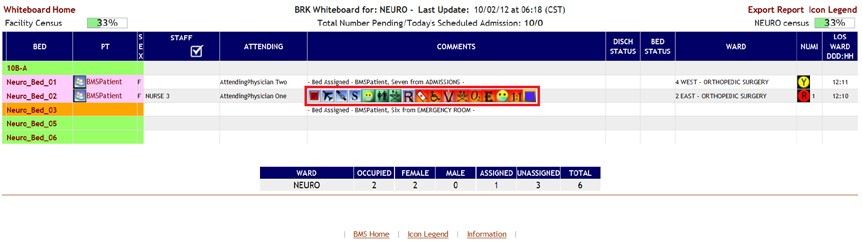 Whiteboard Home BRK Whiteboard for: NEURO - Last Update: 10/02/12 at 06:18 (CST) Export Report Icon Legend
Facility Census 33% Total Number Pending/Today's Scheduled Admission: 10/0 NEURO census 33%
BED PT SEX STAFF ATTENDING COMMENTS DISCH STATUS BED STATUS WARD NUMI LOS WARD DDD:HH
10B-A
Neuro_Bed_01 BMSPatient F AttendingPhysician Two - Bed Assigned - BMSPatient, Seven from ADMISSIONS - 4 WEST - ORTHOPEDIC SURGERY Y 12:11
Neuro_Bed_02 BMSPatient F NURSE 3 AttendingPhysician One S R V E H 2 EAST - ORTHOPEDIC SURGERY R 1 12:10
Neuro_Bed_03 - Bed Assigned - BMSPatient, Six from EMERGENCY ROOM -
Neuro_Bed_05
Neuro_Bed_06
WARD OCCUPIED FEMALE MALE ASSIGNED UNASSIGNED TOTAL
NEURO 2 2 0 1 3 6
| BMS Home | Icon Legend | Information |